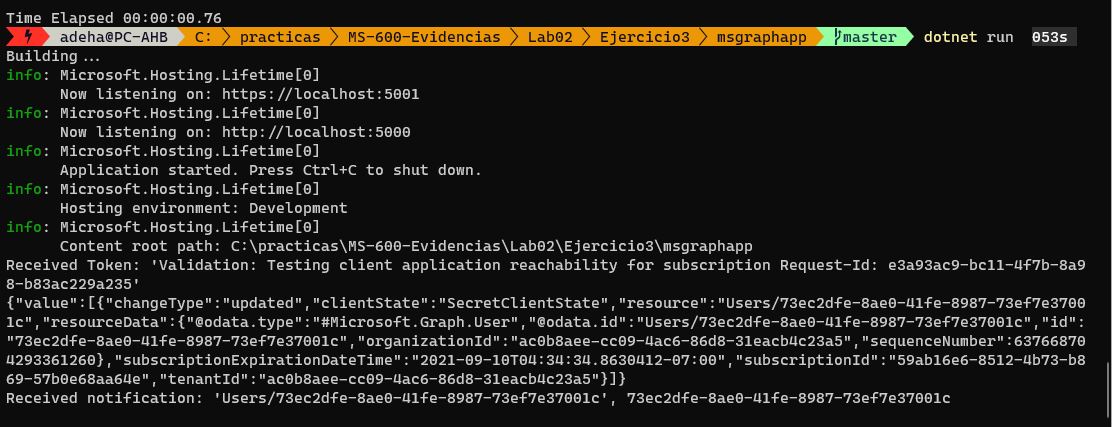 Time Elapsed 00:00:00.76
adeha@PC-AHB C: practicas MS-600-Evidencias Lab02 Ejercicio3 msgraphapp master dotnet run 053s
Building...
info: Microsoft.Hosting.Lifetime[0]
Now listening on: https://localhost:5001
info: Microsoft.Hosting.Lifetime[0]
Now listening on: http://localhost:5000
info: Microsoft.Hosting.Lifetime[0]
Application started. Press Ctrl+C to shut down.
info: Microsoft.Hosting.Lifetime[0]
Hosting environment: Development
info: Microsoft.Hosting.Lifetime[0]
Content root path: C:\practicas\MS-600-Evidencias\Lab02\Ejercicio3\msgraphapp
Received Token: 'Validation: Testing client application reachability for subscription Request-Id: e3a93ac9-bc11-4f7b-8a9
8-b83ac229a235'
{"value":[{"changeType":"updated","clientState":"SecretClientState","resource":"Users/73ec2dfe-8ae0-41fe-8987-73ef7e3700
1c","resourceData":{"@odata.type":"#Microsoft.Graph.User","@odata.id":"Users/73ec2dfe-8ae0-41fe-8987-73ef7e37001c","id":
"73ec2dfe-8ae0-41fe-8987-73ef7e37001c","organizationId":"ac0b8aee-cc09-4ac6-86d8-31eacb4c23a5","sequenceNumber":63766870
4293361260},"subscriptionExpirationDateTime":"2021-09-10T04:34:34.8630412-07:00","subscriptionId":"59ab16e6-8512-4b73-b8
69-57b0e68aa64e","tenantId":"ac0b8aee-cc09-4ac6-86d8-31eacb4c23a5"}]}
Received notification: 'Users/73ec2dfe-8ae0-41fe-8987-73ef7e37001c', 73ec2dfe-8ae0-41fe-8987-73ef7e37001c